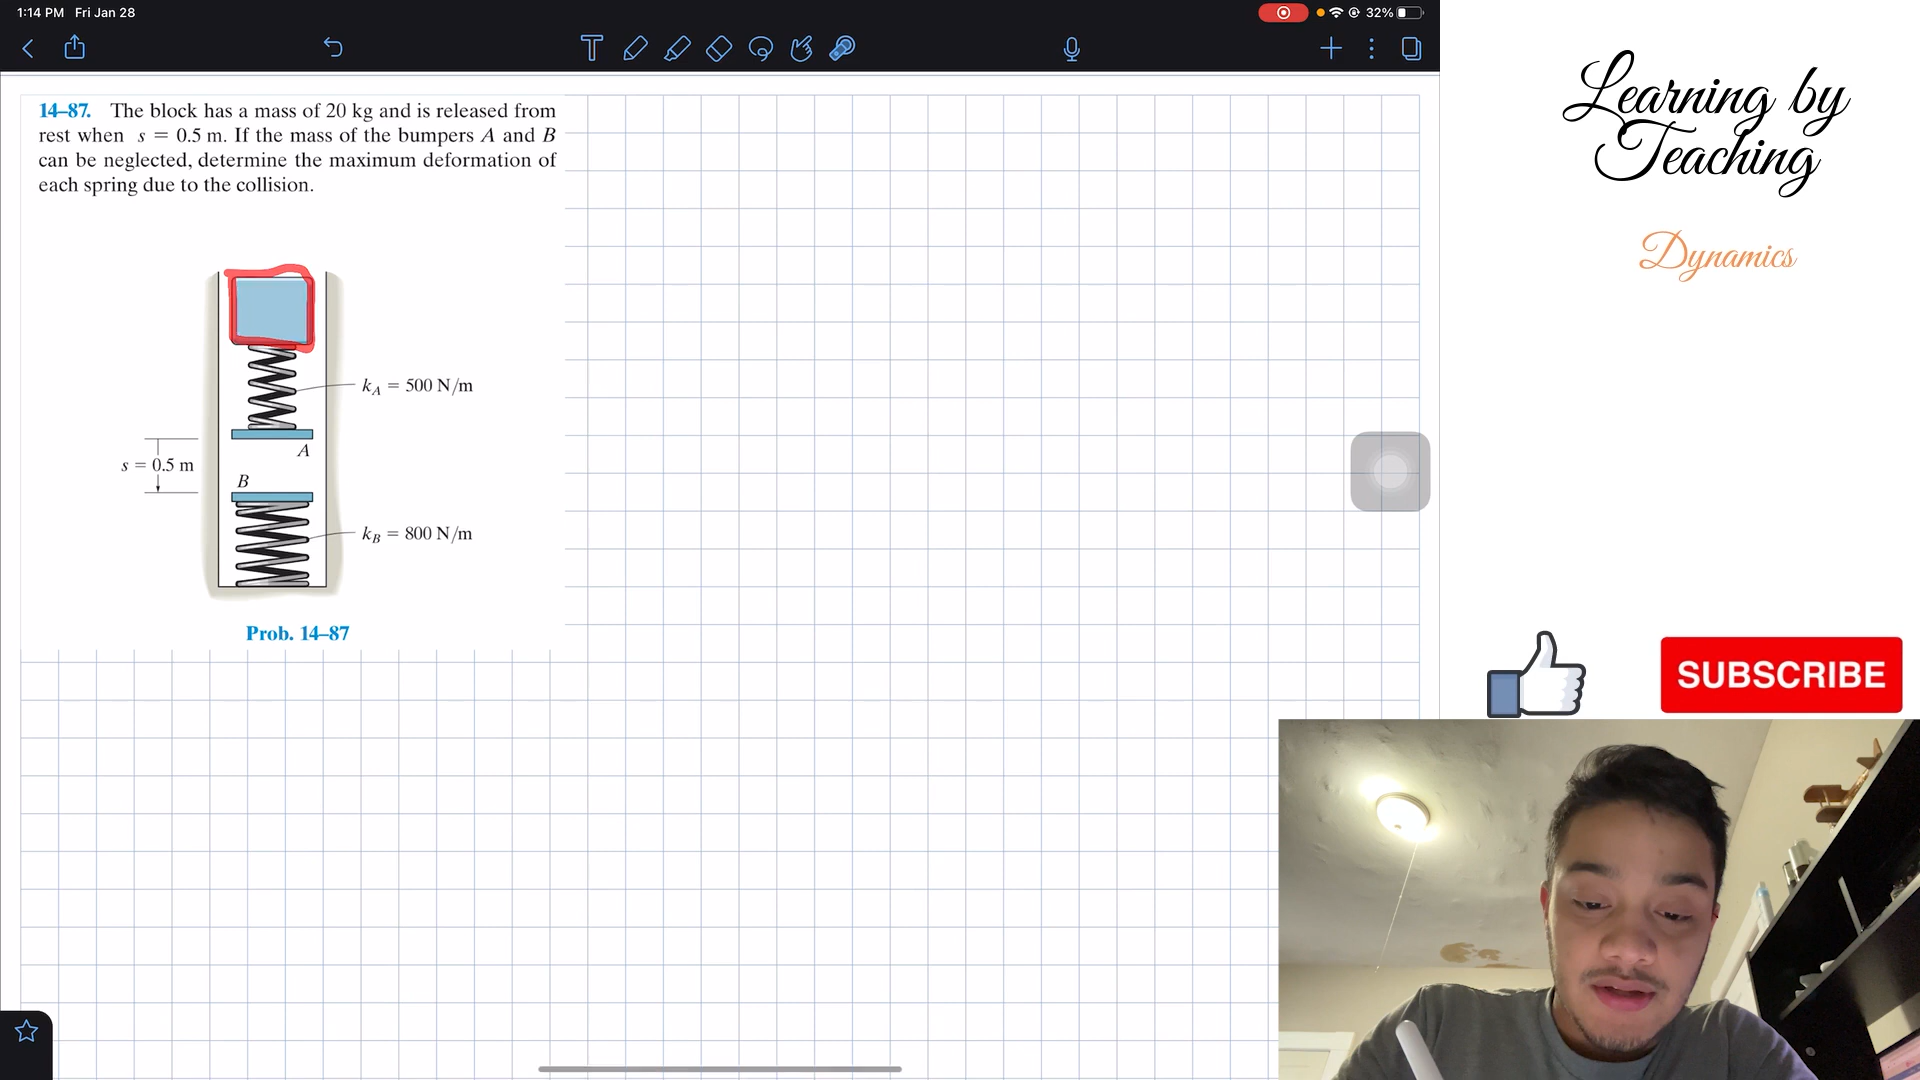 1:14 PM Fri Jan 28
32%
14–87. The block has a mass of 20 kg and is released from
rest when s = 0.5 m. If the mass of the bumpers A and B
can be neglected, determine the maximum deformation of
each spring due to the collision.
kA = 500 N/m
A
s = 0.5 m
B
kB = 800 N/m
Prob. 14–87
Learning by
Teaching
Dynamics
SUBSCRIBE